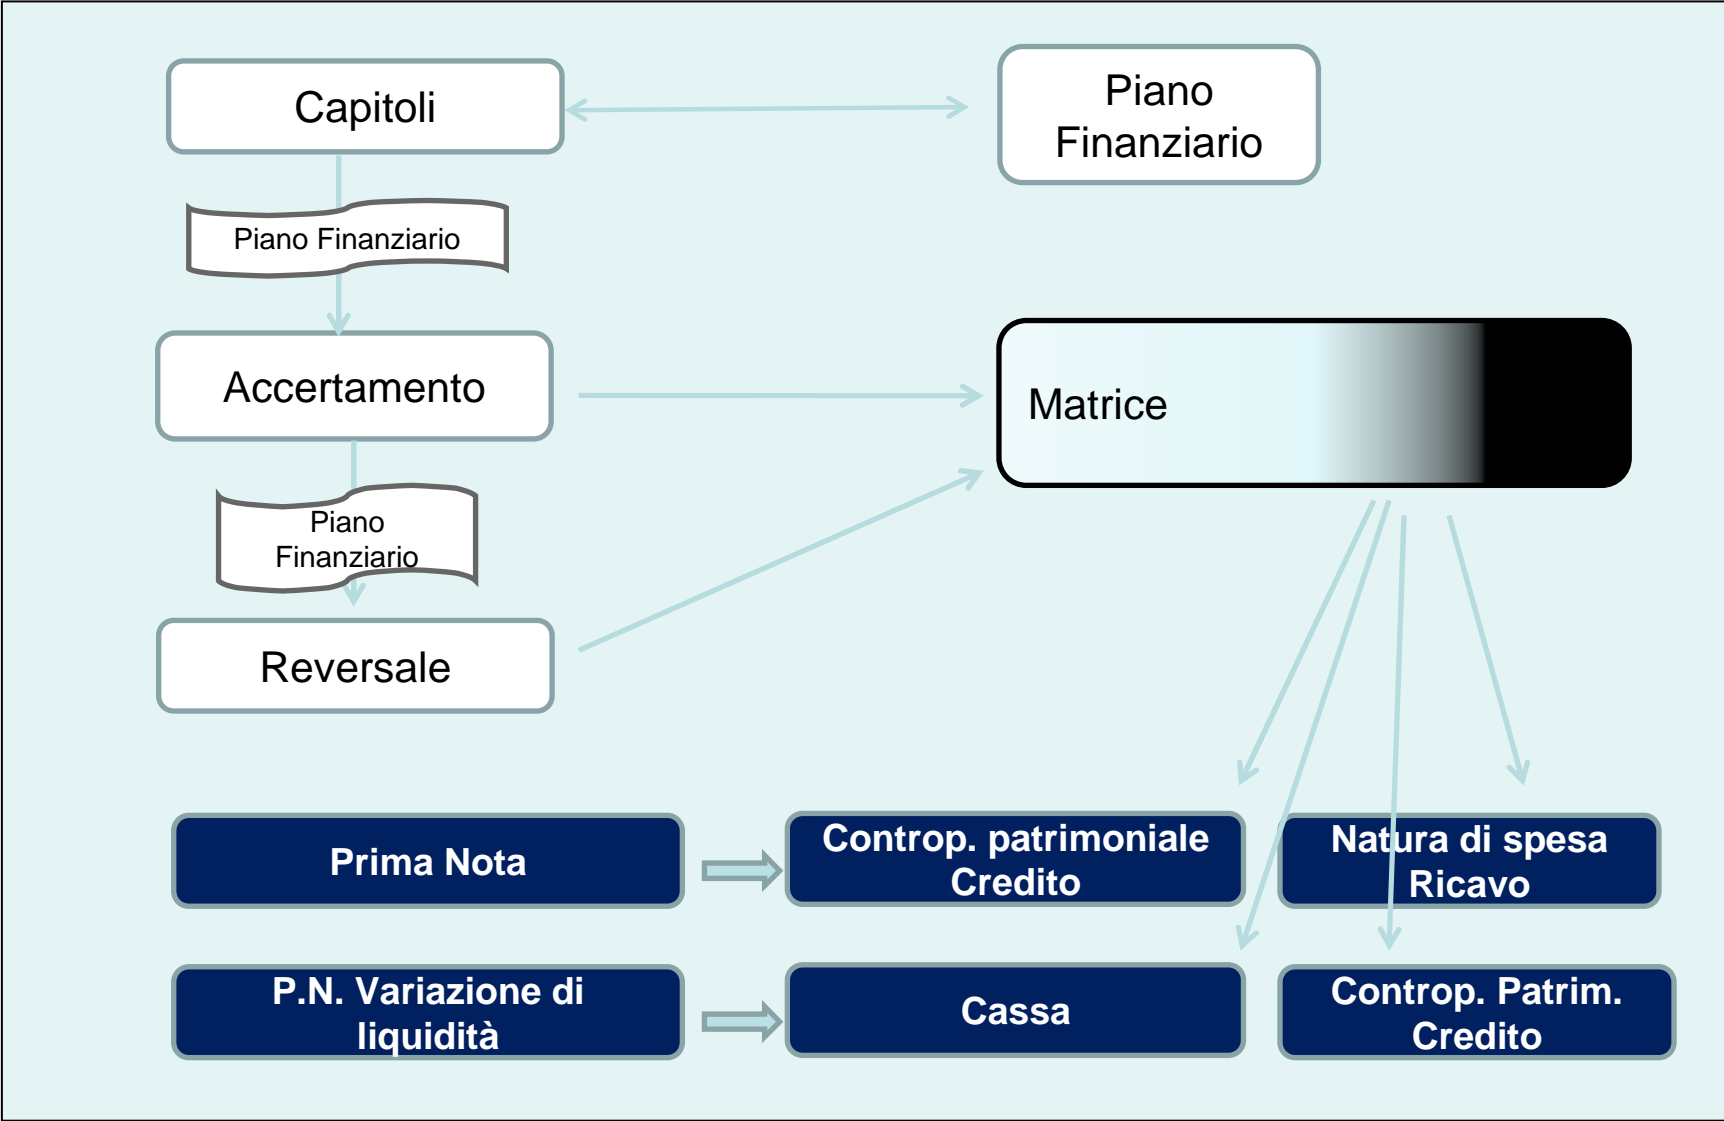 Capitoli
Piano
Finanziario
Piano Finanziario
Accertamento
Matrice
Piano
Finanziario
Reversale
Prima Nota
Controp. patrimoniale
Credito
Natura di spesa
Ricavo
P.N. Variazione di
liquidità
Cassa
Controp. Patrim.
Credito